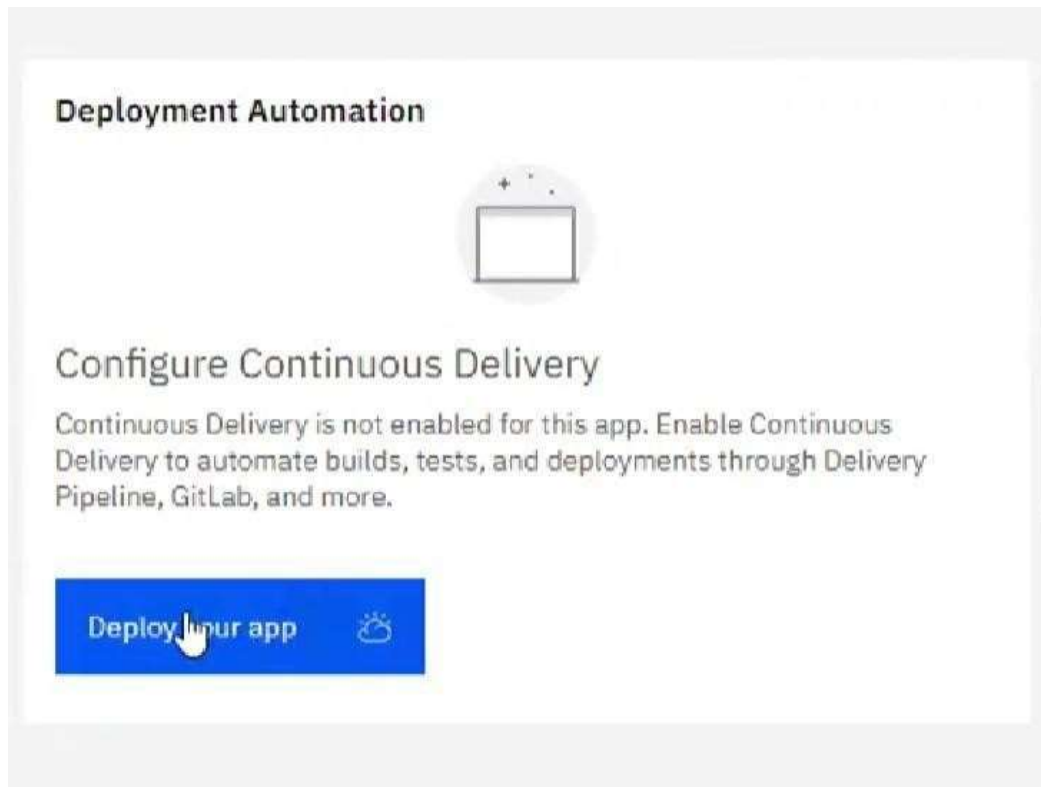 Deployment Automation
Configure Continuous Delivery
Continuous Delivery is not enabled for this app. Enable Continuous
Delivery to automate builds, tests, and deployments through Delivery
Pipeline, GitLab, and more.
Deploy your app